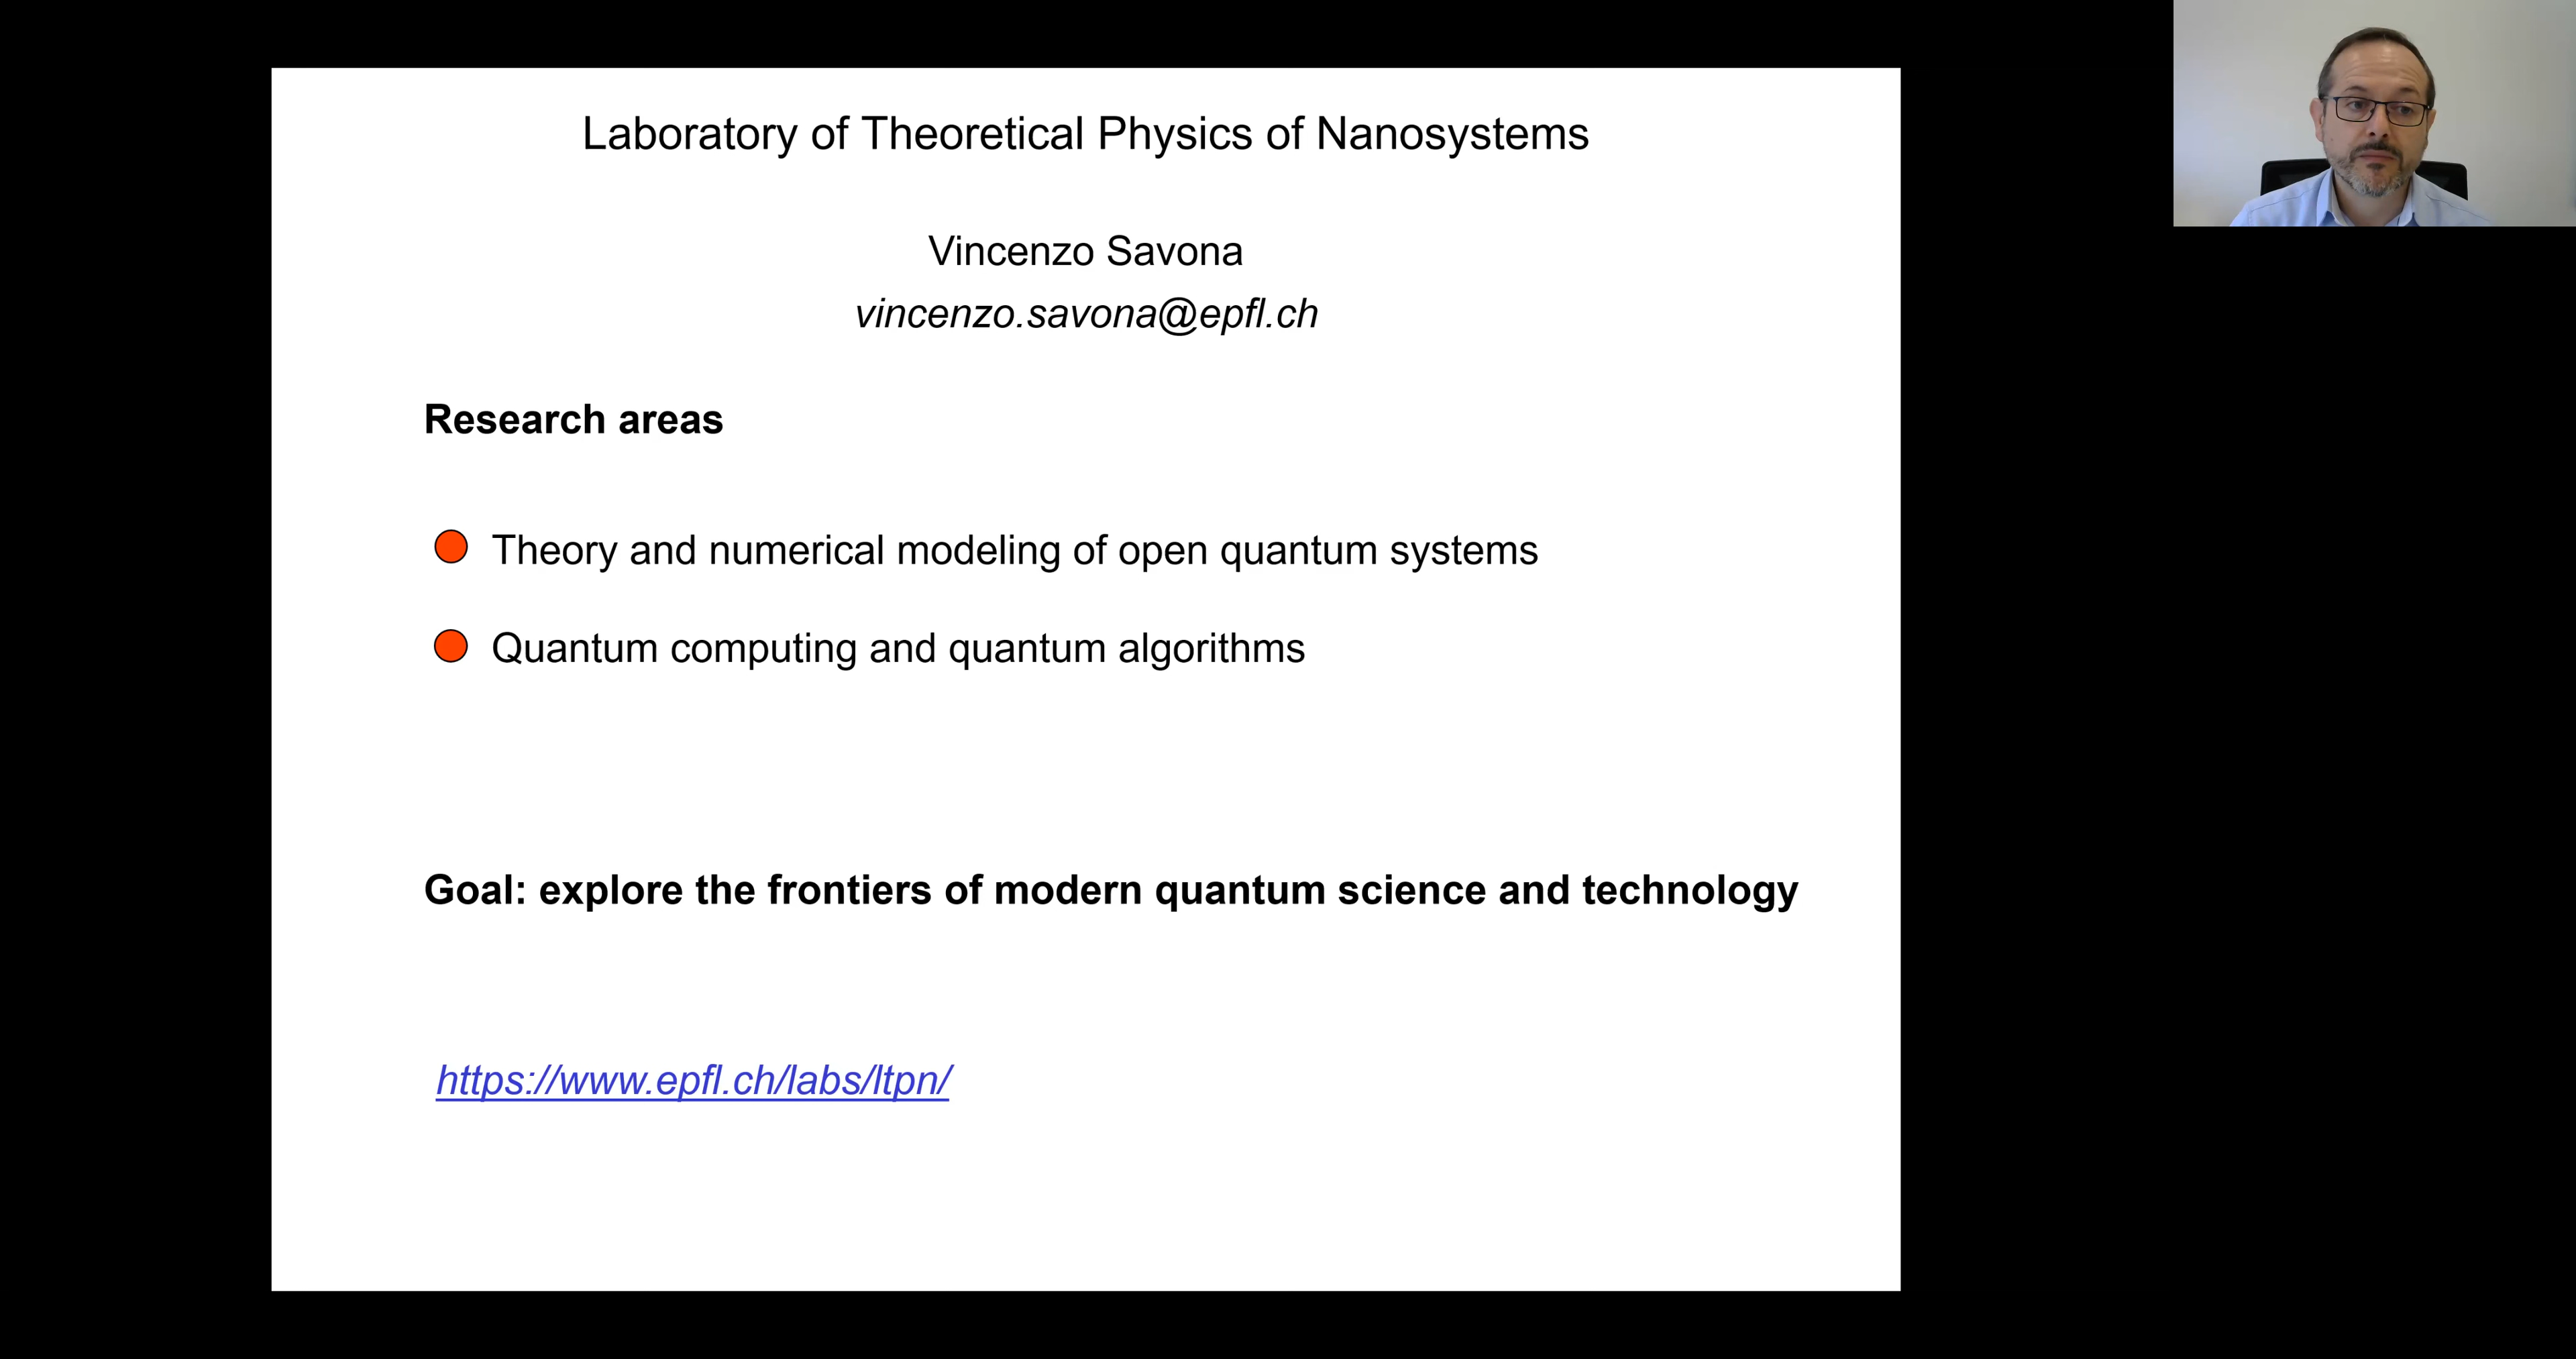 Laboratory of Theoretical Physics of Nanosystems
Vincenzo Savona
vincenzo.savona@epfl.ch
Research areas
Theory and numerical modeling of open quantum systems
Quantum computing and quantum algorithms
Goal: explore the frontiers of modern quantum science and technology
https://www.epfl.ch/labs/ltpn/